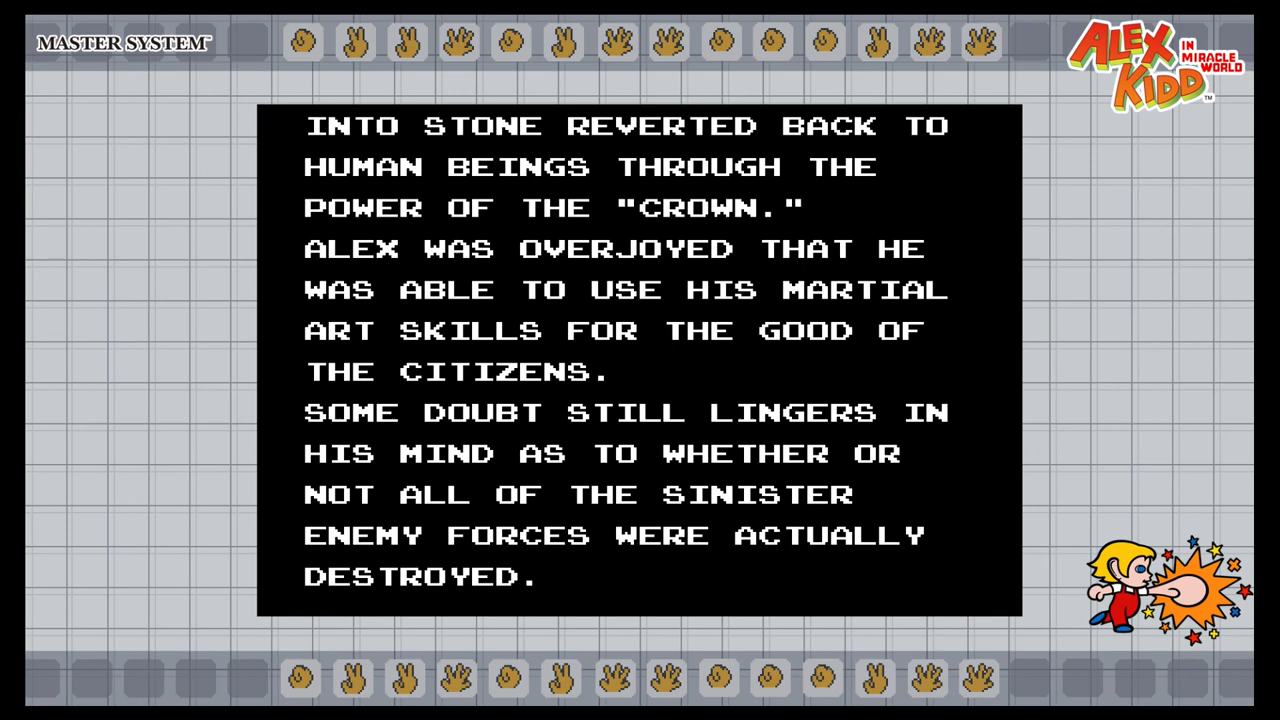 MASTER SYSTEM™
ALEX KIDD IN MIRACLE WORLD™
INTO STONE REVERTED BACK TO
HUMAN BEINGS THROUGH THE
POWER OF THE "CROWN."
ALEX WAS OVERJOYED THAT HE
WAS ABLE TO USE HIS MARTIAL
ART SKILLS FOR THE GOOD OF
THE CITIZENS.
SOME DOUBT STILL LINGERS IN
HIS MIND AS TO WHETHER OR
NOT ALL OF THE SINISTER
ENEMY FORCES WERE ACTUALLY
DESTROYED.